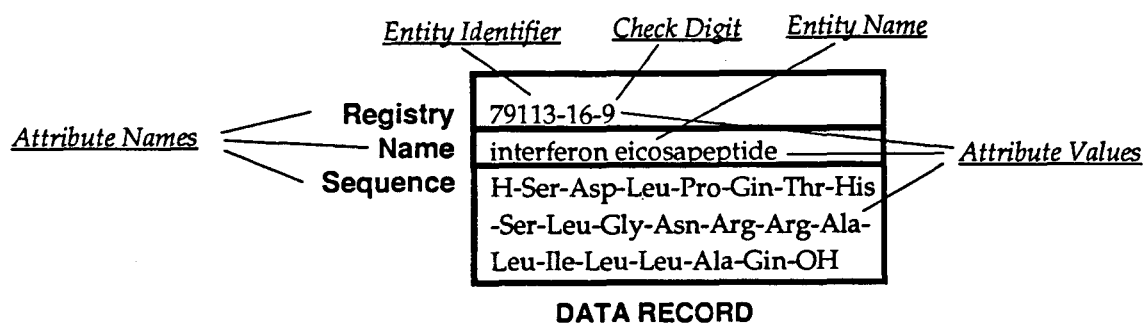 Entity Identifier Check Digit Entity Name
Registry 79113-16-9
Attribute Names Name interferon eicosapeptide Attribute Values
Sequence H-Ser-Asp-Leu-Pro-Gin-Thr-His
-Ser-Leu-Gly-Asn-Arg-Arg-Ala-
Leu-Ile-Leu-Leu-Ala-Gin-OH
DATA RECORD